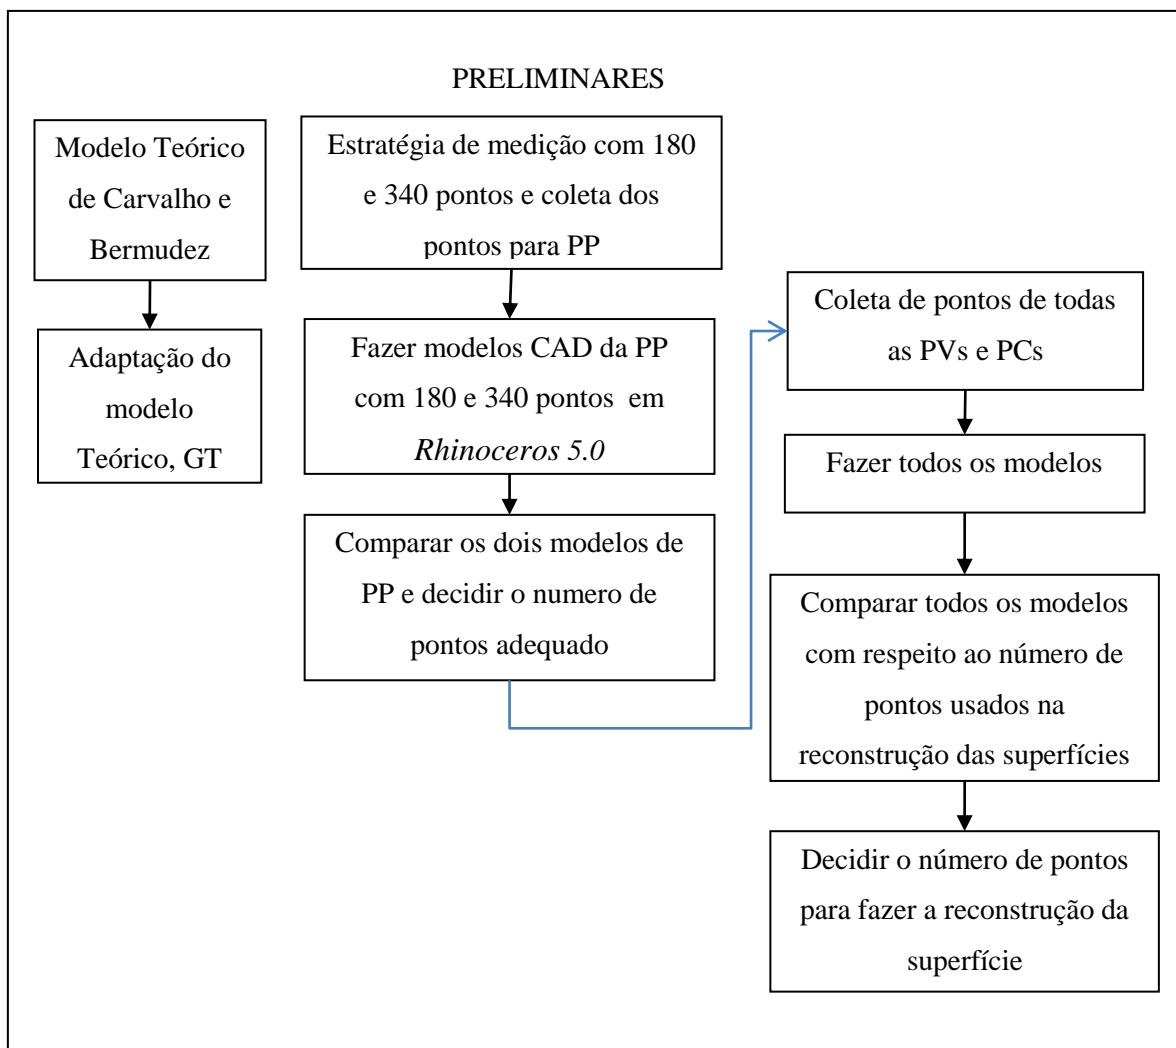 PRELIMINARES
Modelo Teórico
de Carvalho e
Bermudez
Adaptação do
modelo
Teórico, GT
Estratégia de medição com 180
e 340 pontos e coleta dos
pontos para PP
Fazer modelos CAD da PP
com 180 e 340 pontos em
Rhinoceros 5.0
Comparar os dois modelos de
PP e decidir o numero de
pontos adequado
Coleta de pontos de todas
as PVs e PCs
Fazer todos os modelos
Comparar todos os modelos
com respeito ao número de
pontos usados na
reconstrução das superfícies
Decidir o número de pontos
para fazer a reconstrução da
superfície